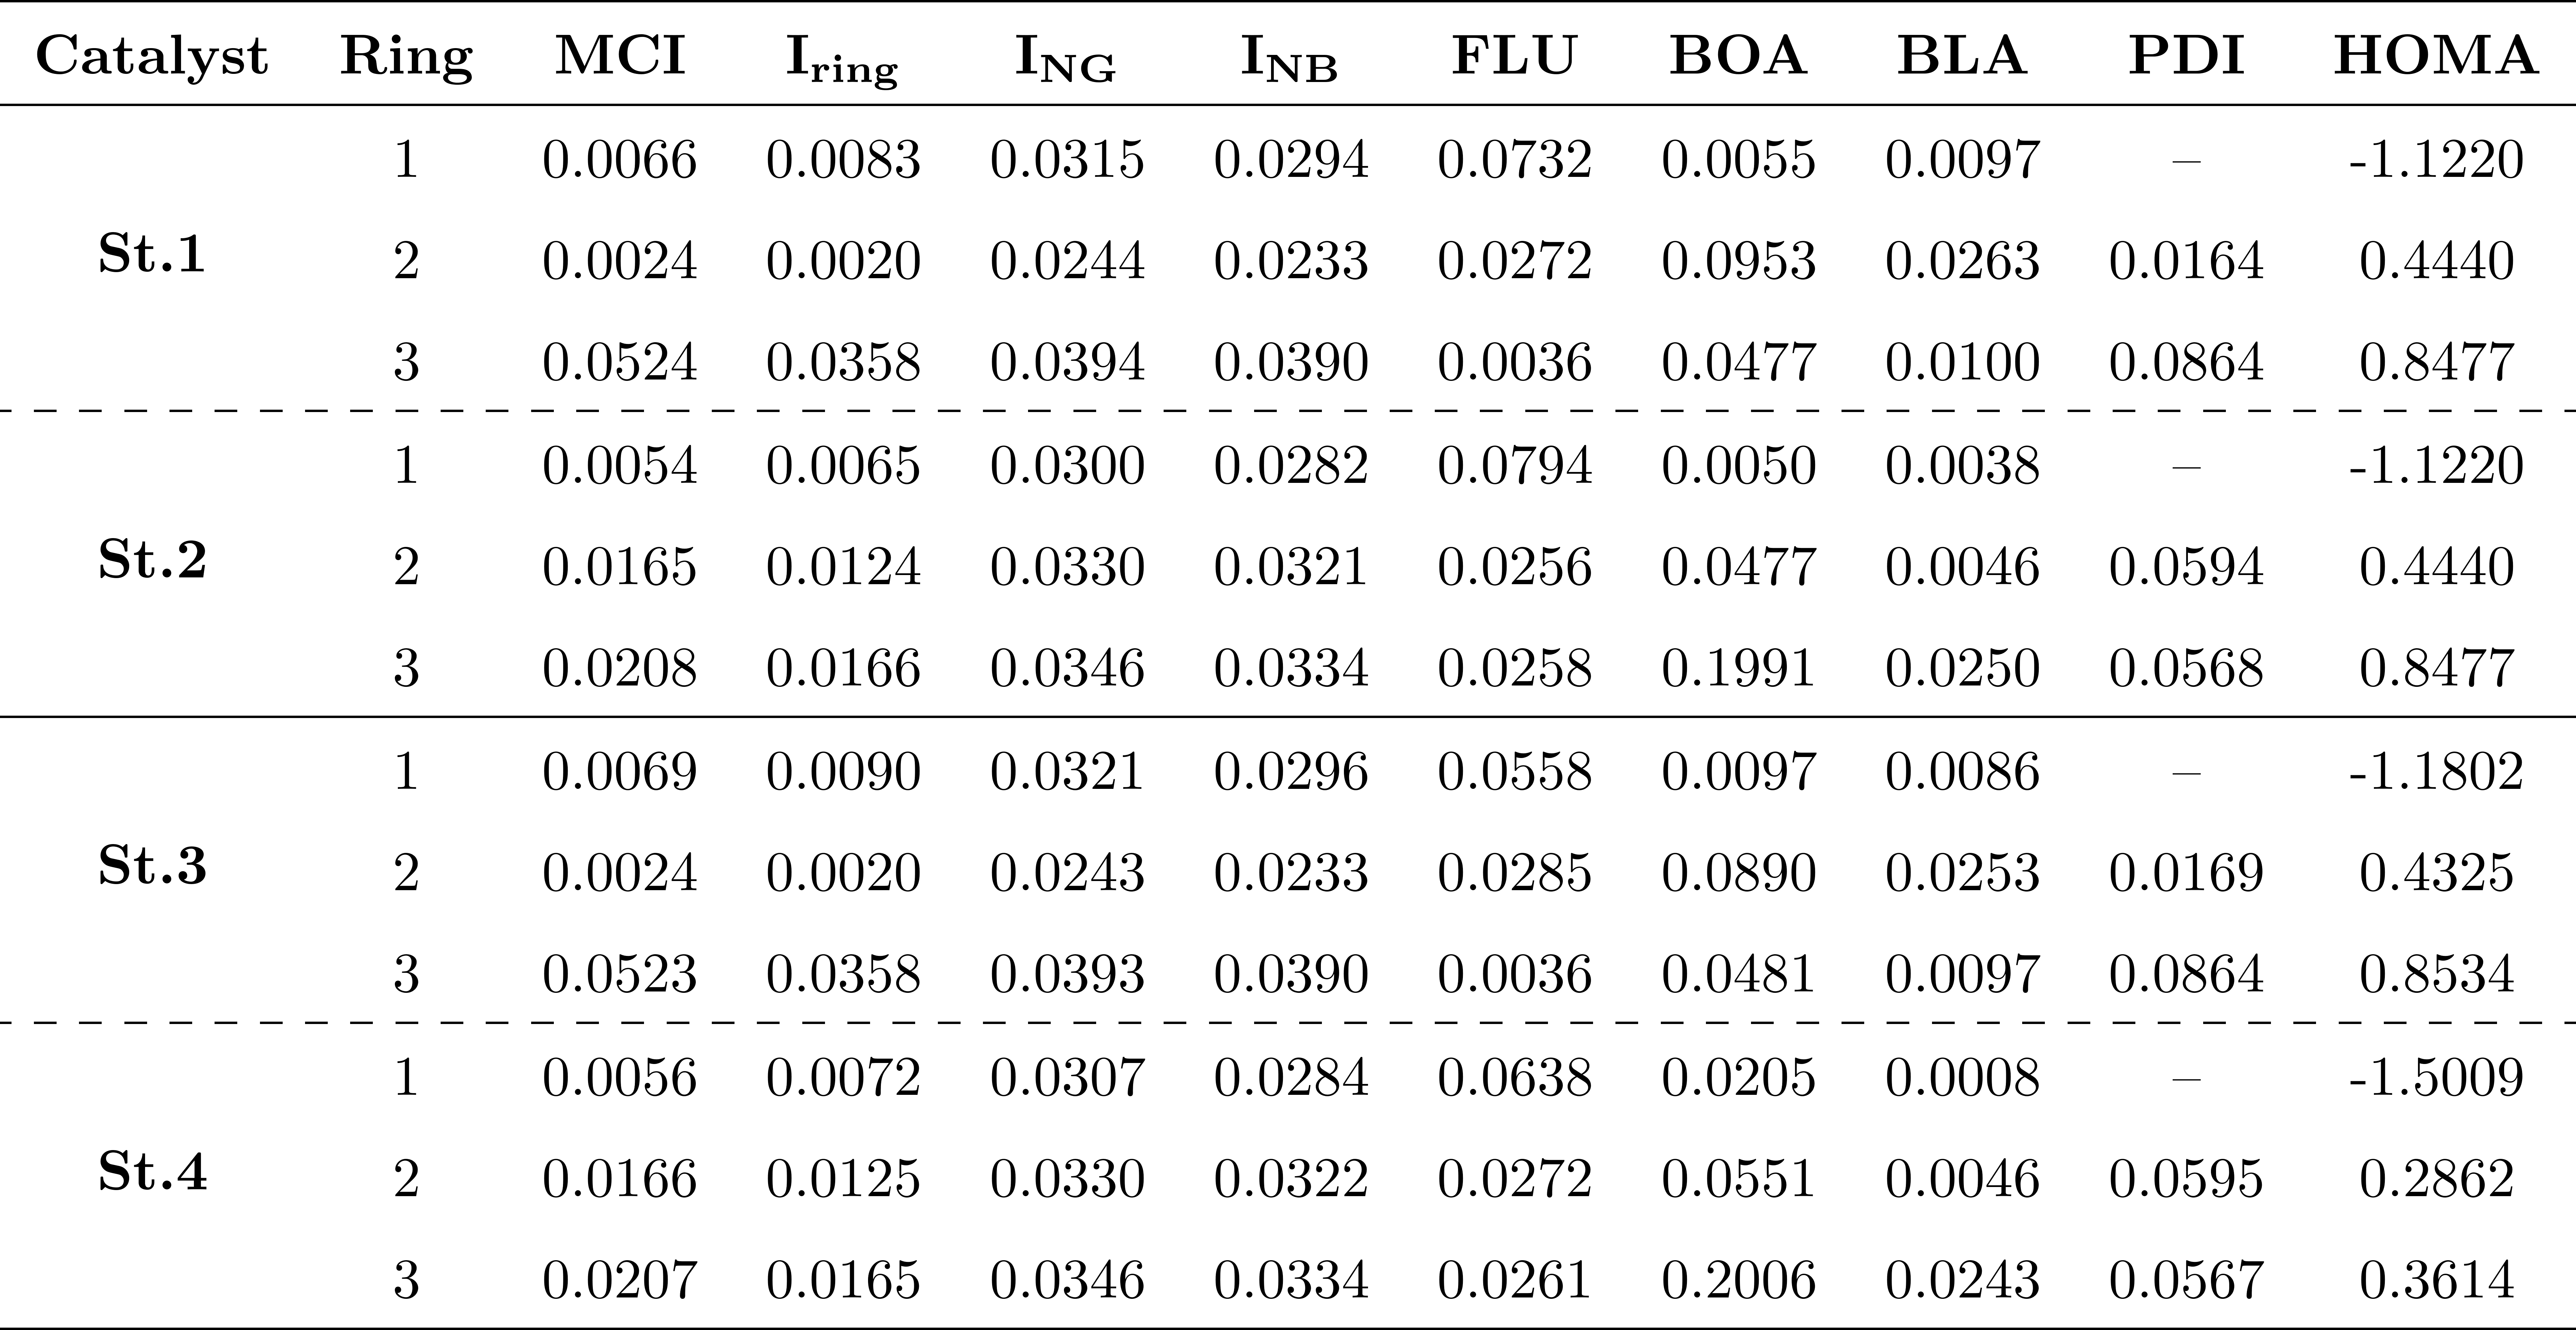 Catalyst Ring MCI I_ring I_NG I_NB FLU BOA BLA PDI HOMA
1 0.0066 0.0083 0.0315 0.0294 0.0732 0.0055 0.0097 – -1.1220
St.1 2 0.0024 0.0020 0.0244 0.0233 0.0272 0.0953 0.0263 0.0164 0.4440
3 0.0524 0.0358 0.0394 0.0390 0.0036 0.0477 0.0100 0.0864 0.8477
1 0.0054 0.0065 0.0300 0.0282 0.0794 0.0050 0.0038 – -1.1220
St.2 2 0.0165 0.0124 0.0330 0.0321 0.0256 0.0477 0.0046 0.0594 0.4440
3 0.0208 0.0166 0.0346 0.0334 0.0258 0.1991 0.0250 0.0568 0.8477
1 0.0069 0.0090 0.0321 0.0296 0.0558 0.0097 0.0086 – -1.1802
St.3 2 0.0024 0.0020 0.0243 0.0233 0.0285 0.0890 0.0253 0.0169 0.4325
3 0.0523 0.0358 0.0393 0.0390 0.0036 0.0481 0.0097 0.0864 0.8534
1 0.0056 0.0072 0.0307 0.0284 0.0638 0.0205 0.0008 – -1.5009
St.4 2 0.0166 0.0125 0.0330 0.0322 0.0272 0.0551 0.0046 0.0595 0.2862
3 0.0207 0.0165 0.0346 0.0334 0.0261 0.2006 0.0243 0.0567 0.3614